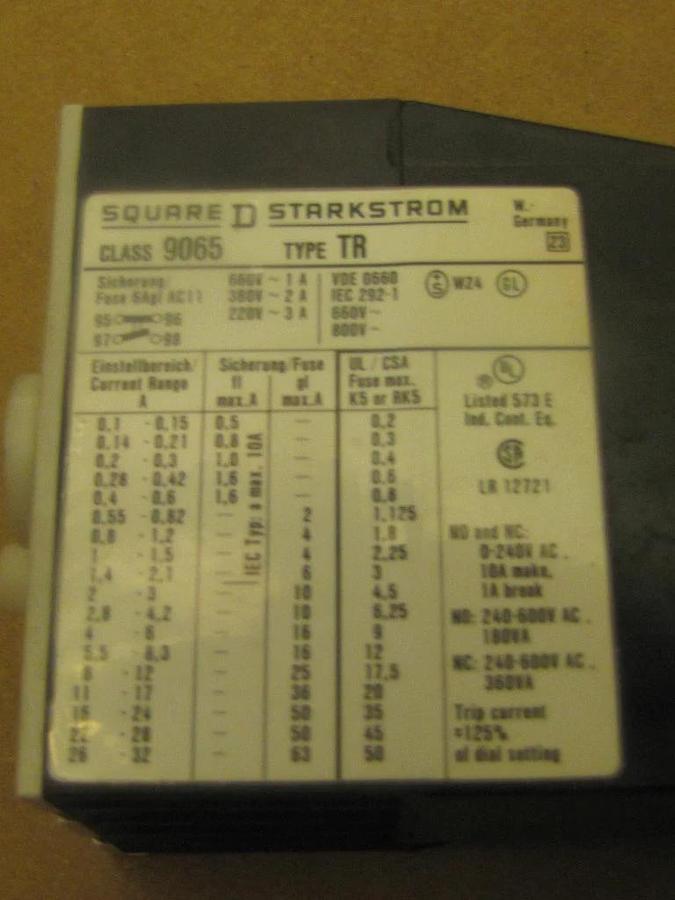 SQUARE D STARKSTROM
W.-
Germany
CLASS 9065 TYPE TR
23
Sicherung/ 660V ~ 1 A VDE 0660
Fuse 6Agl AC11 380V ~ 2 A IEC 292-1
220V ~ 3 A 660V~
800V~
S W24 GL
95 96
97 98
Einstellbereich/ Sicherung/Fuse UL / CSA
Current Range fl gl Fuse max.
A max.A max.A K5 or RK5
0,1 - 0,15 0,5 — 0,2
0,14 - 0,21 0,8 — 0,3
0,2 - 0,3 1,0 — 0,4
0,28 - 0,42 1,6 — 0,6
0,4 - 0,6 1,6 — 0,8
0,55 - 0,82 — 2 1,125
0,8 - 1,2 — 4 1,8
1 - 1,5 — 4 2,25
1,4 - 2,1 — 6 3
2 - 3 — 10 4,5
2,8 - 4,2 — 10 6,25
4 - 6 — 16 9
5,5 - 8,3 — 16 12
8 - 12 — 25 17,5
11 - 17 — 36 20
16 - 24 — 50 35
22 - 28 — 50 45
26 - 32 — 63 50
IEC Typ: a max. 10A
UL
®
Listed 573 E
Ind. Cont. Eq.
LR 12721
NO and NC:
0-240V AC.
10A make,
1A break
NO: 240-600V AC.
180VA
NC: 240-600V AC.
360VA
Trip current
=125%
of dial setting